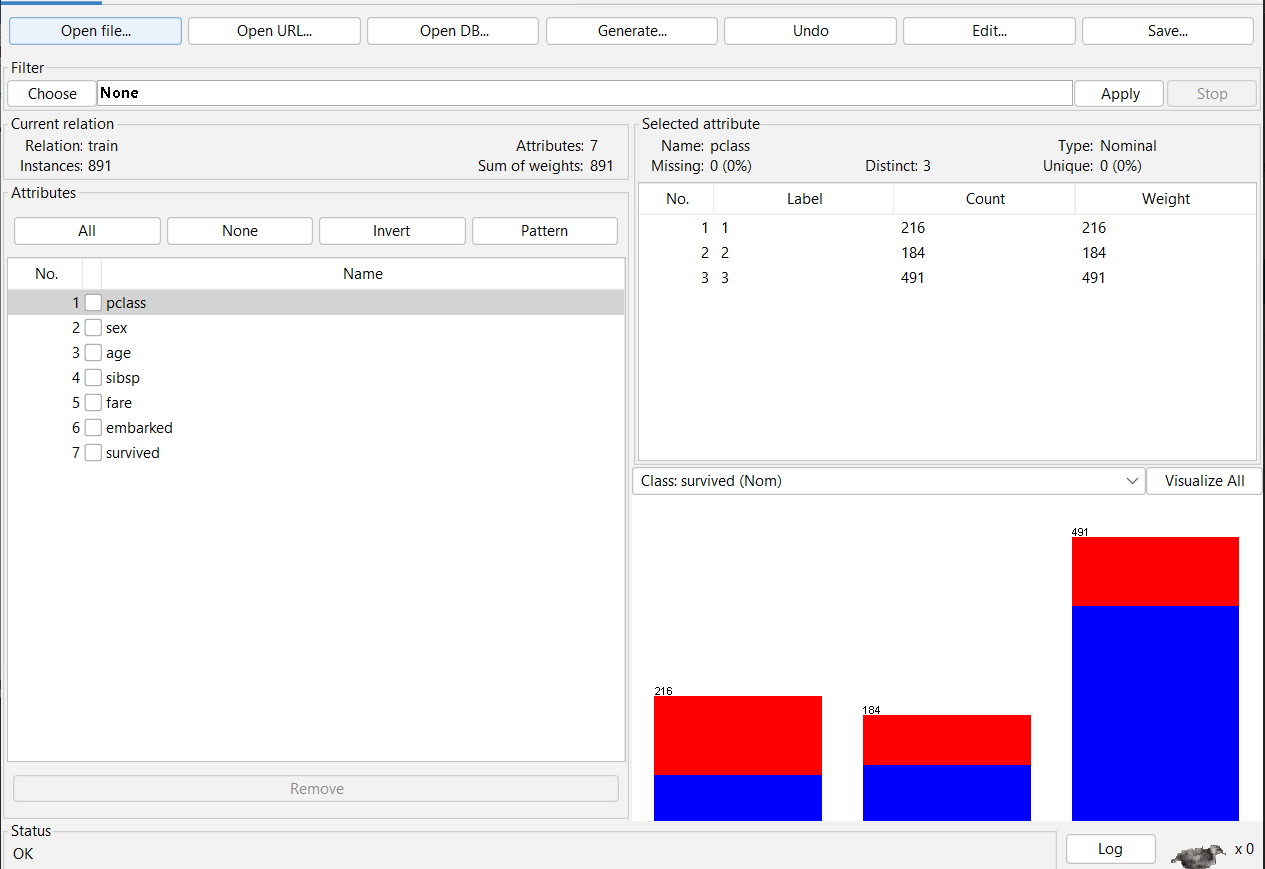 Open file... Open URL... Open DB... Generate... Undo Edit... Save...
Filter
Choose None Apply Stop
Current relation
Relation: train Attributes: 7
Instances: 891 Sum of weights: 891
Attributes
All None Invert Pattern
No. Name
1 pclass
2 sex
3 age
4 sibsp
5 fare
6 embarked
7 survived
Remove
Selected attribute
Name: pclass Type: Nominal
Missing: 0 (0%) Distinct: 3 Unique: 0 (0%)
No. Label Count Weight
1 1 216 216
2 2 184 184
3 3 491 491
Class: survived (Nom) Visualize All
491
216
184
Status
OK
Log x 0